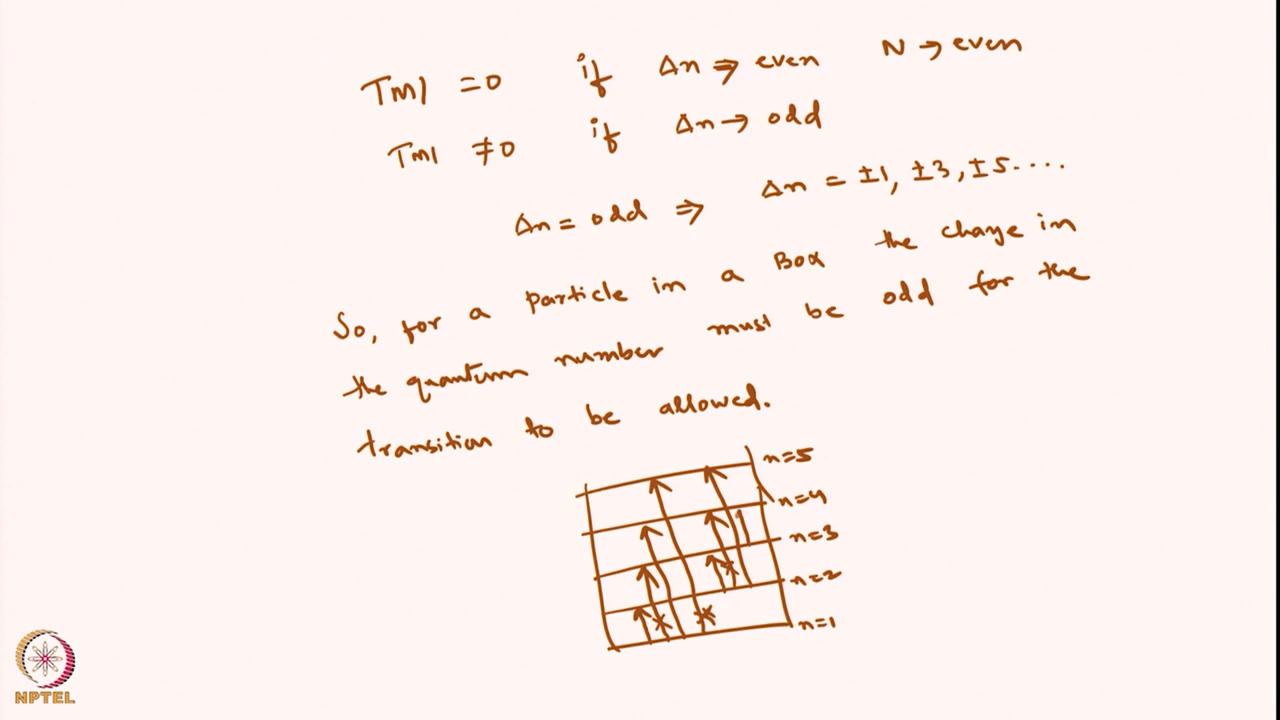 Tml = 0 if Δn ⇒ even N → even
Tml ≠ 0 if Δn → odd
Δn = odd ⇒ Δn = ±1, ±3, ±5....
So, for a particle in a Box the change in
the quantum number must be odd for the
transition to be allowed.
n=5
n=4
n=3
n=2
n=1
NPTEL